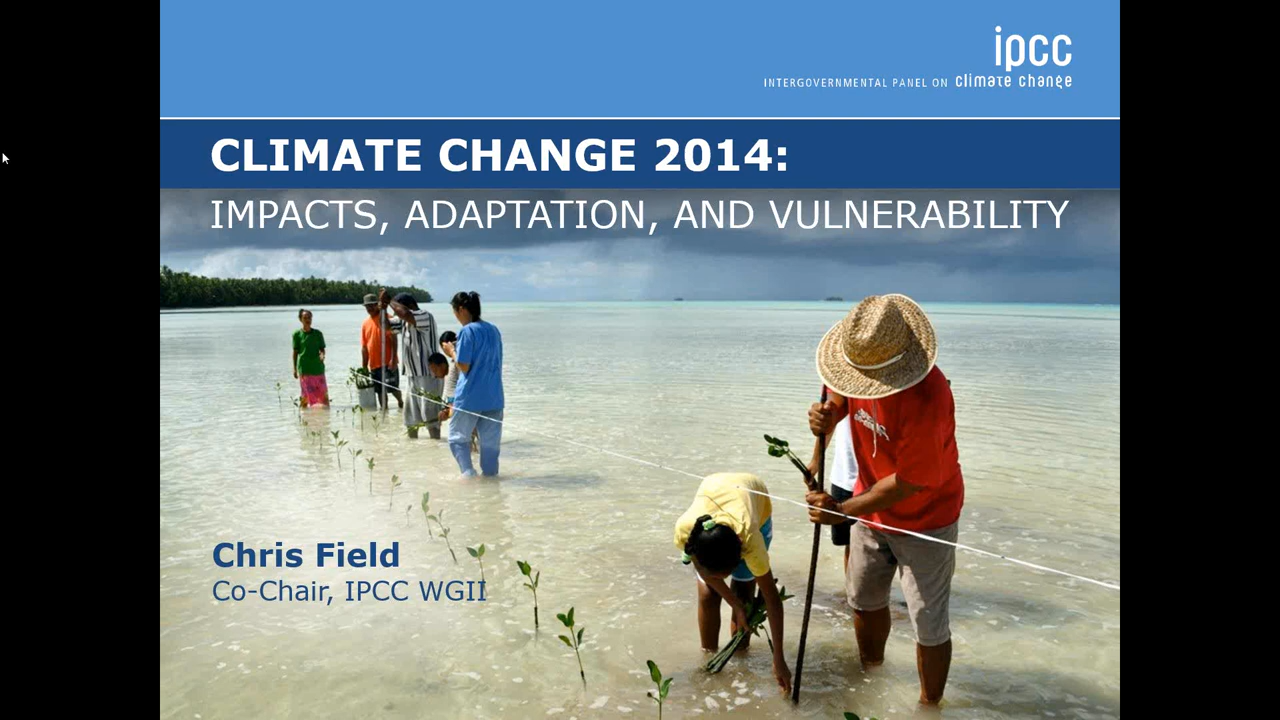 ipcc
INTERGOVERNMENTAL PANEL ON climate change
CLIMATE CHANGE 2014:
IMPACTS, ADAPTATION, AND VULNERABILITY
Chris Field
Co-Chair, IPCC WGII